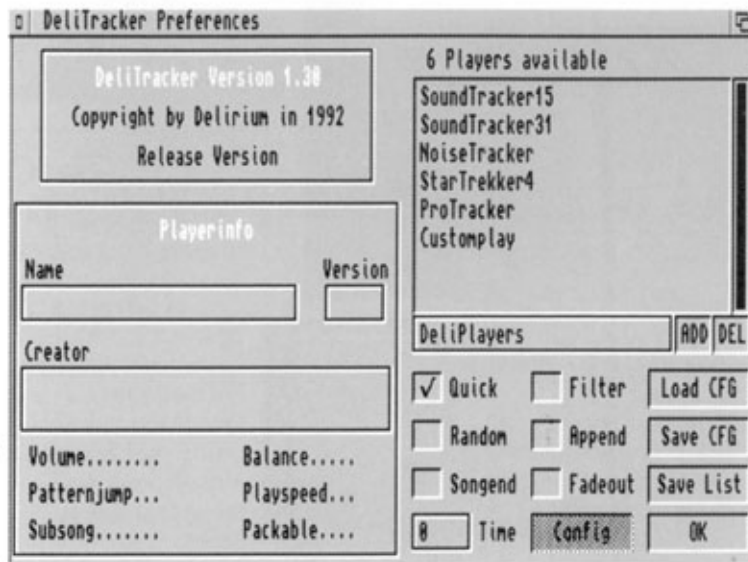 DeliTracker Preferences
DeliTracker Version 1.30
Copyright by Delirium in 1992
Release Version
Playerinfo
Name Version
Creator
Volume........ Balance.....
Patternjump... Playspeed...
Subsong....... Packable....
6 Players available
SoundTracker15
SoundTracker31
NoiseTracker
StarTrekker4
ProTracker
Customplay
DeliPlayers ADD DEL
Quick Filter Load CFG
Random Append Save CFG
Songend Fadeout Save List
0 Time Config OK